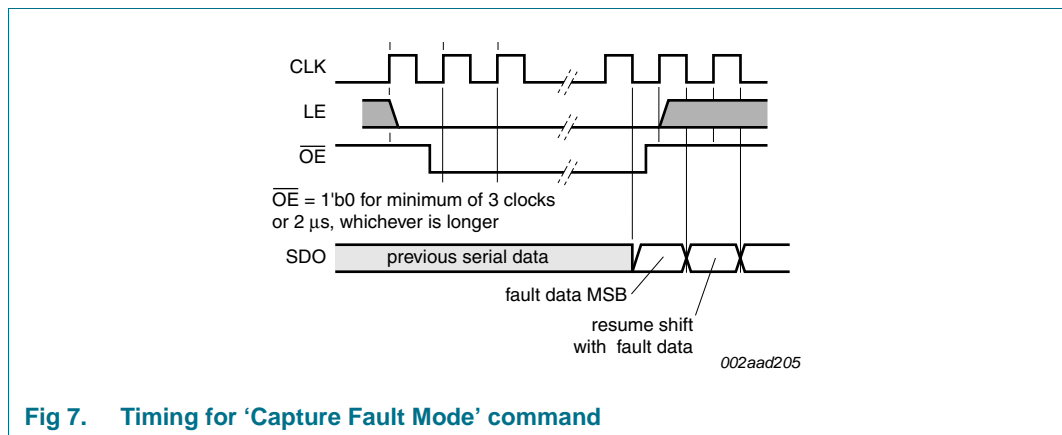 CLK
LE
OE
OE = 1'b0 for minimum of 3 clocks
or 2 μs, whichever is longer
SDO
previous serial data
fault data MSB
resume shift
with fault data
002aad205
Fig 7. Timing for ‘Capture Fault Mode’ command